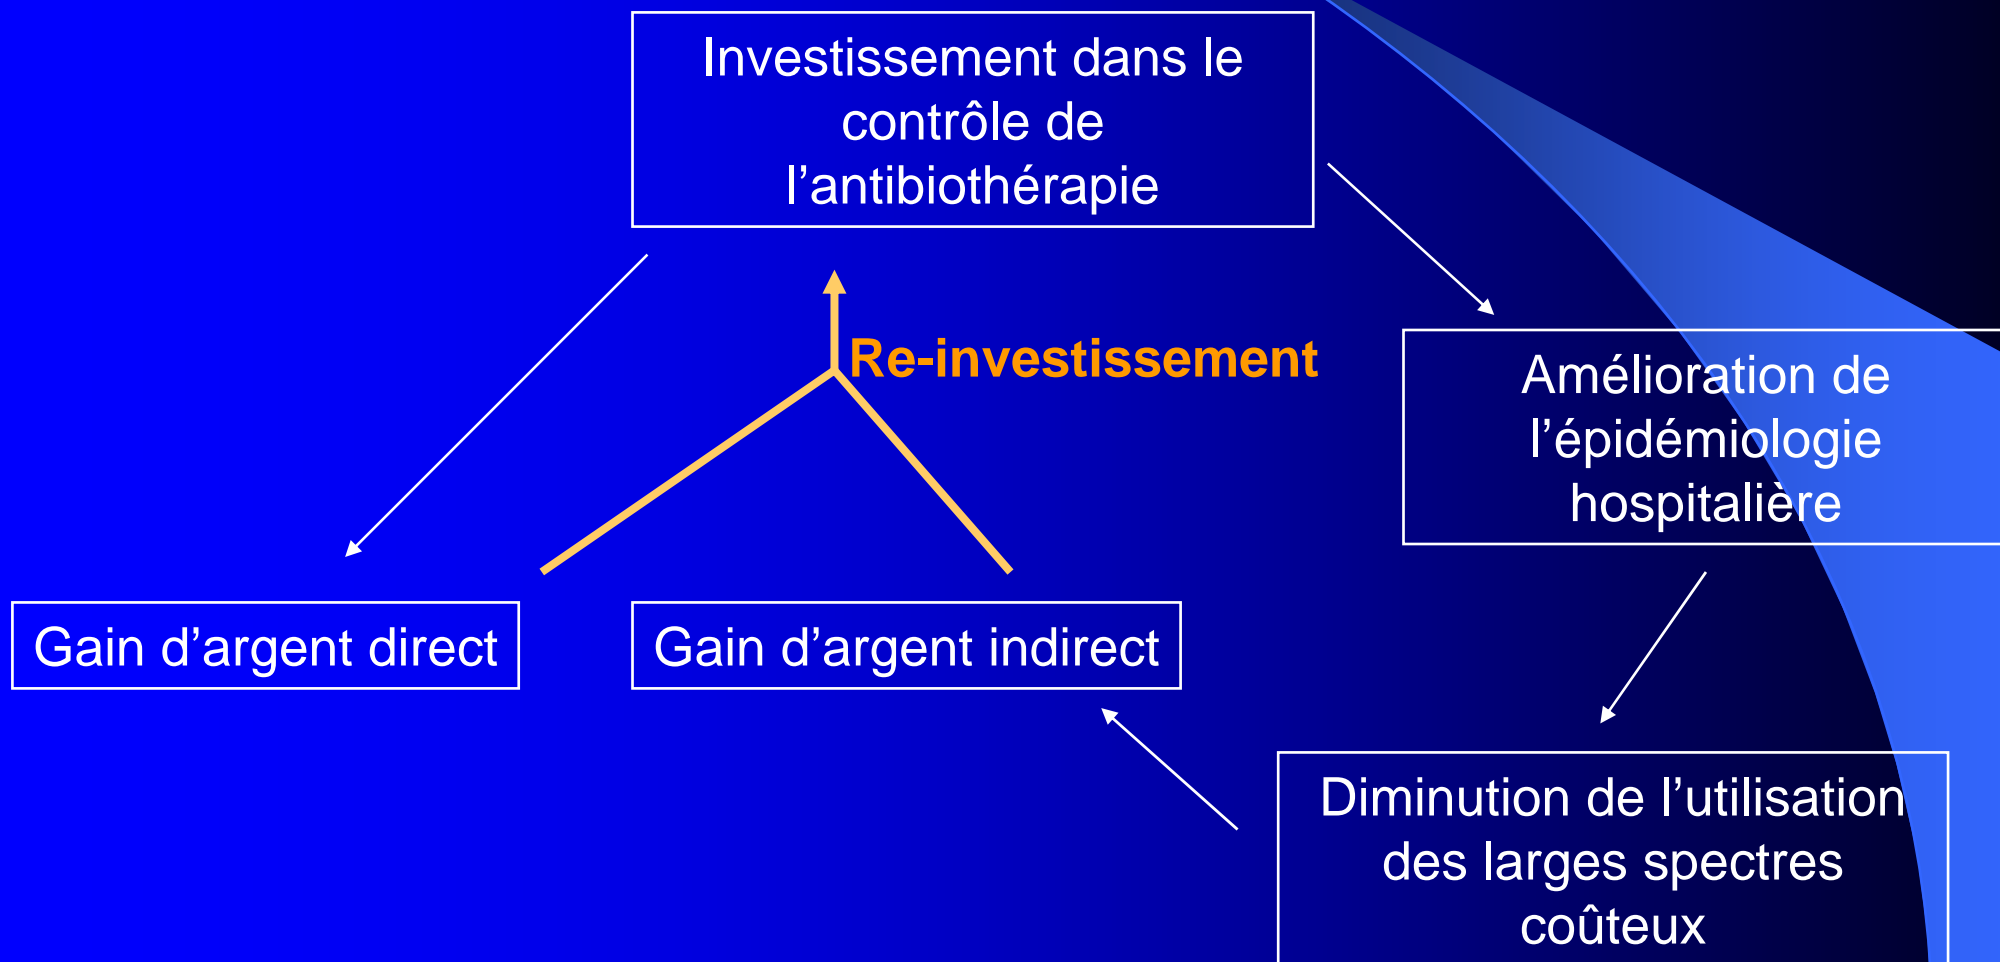 Investissement dans le
contrôle de
l’antibiothérapie
Re-investissement
Amélioration de
l’épidémiologie
hospitalière
Gain d’argent direct
Gain d’argent indirect
Diminution de l’utilisation
des larges spectres
coûteux